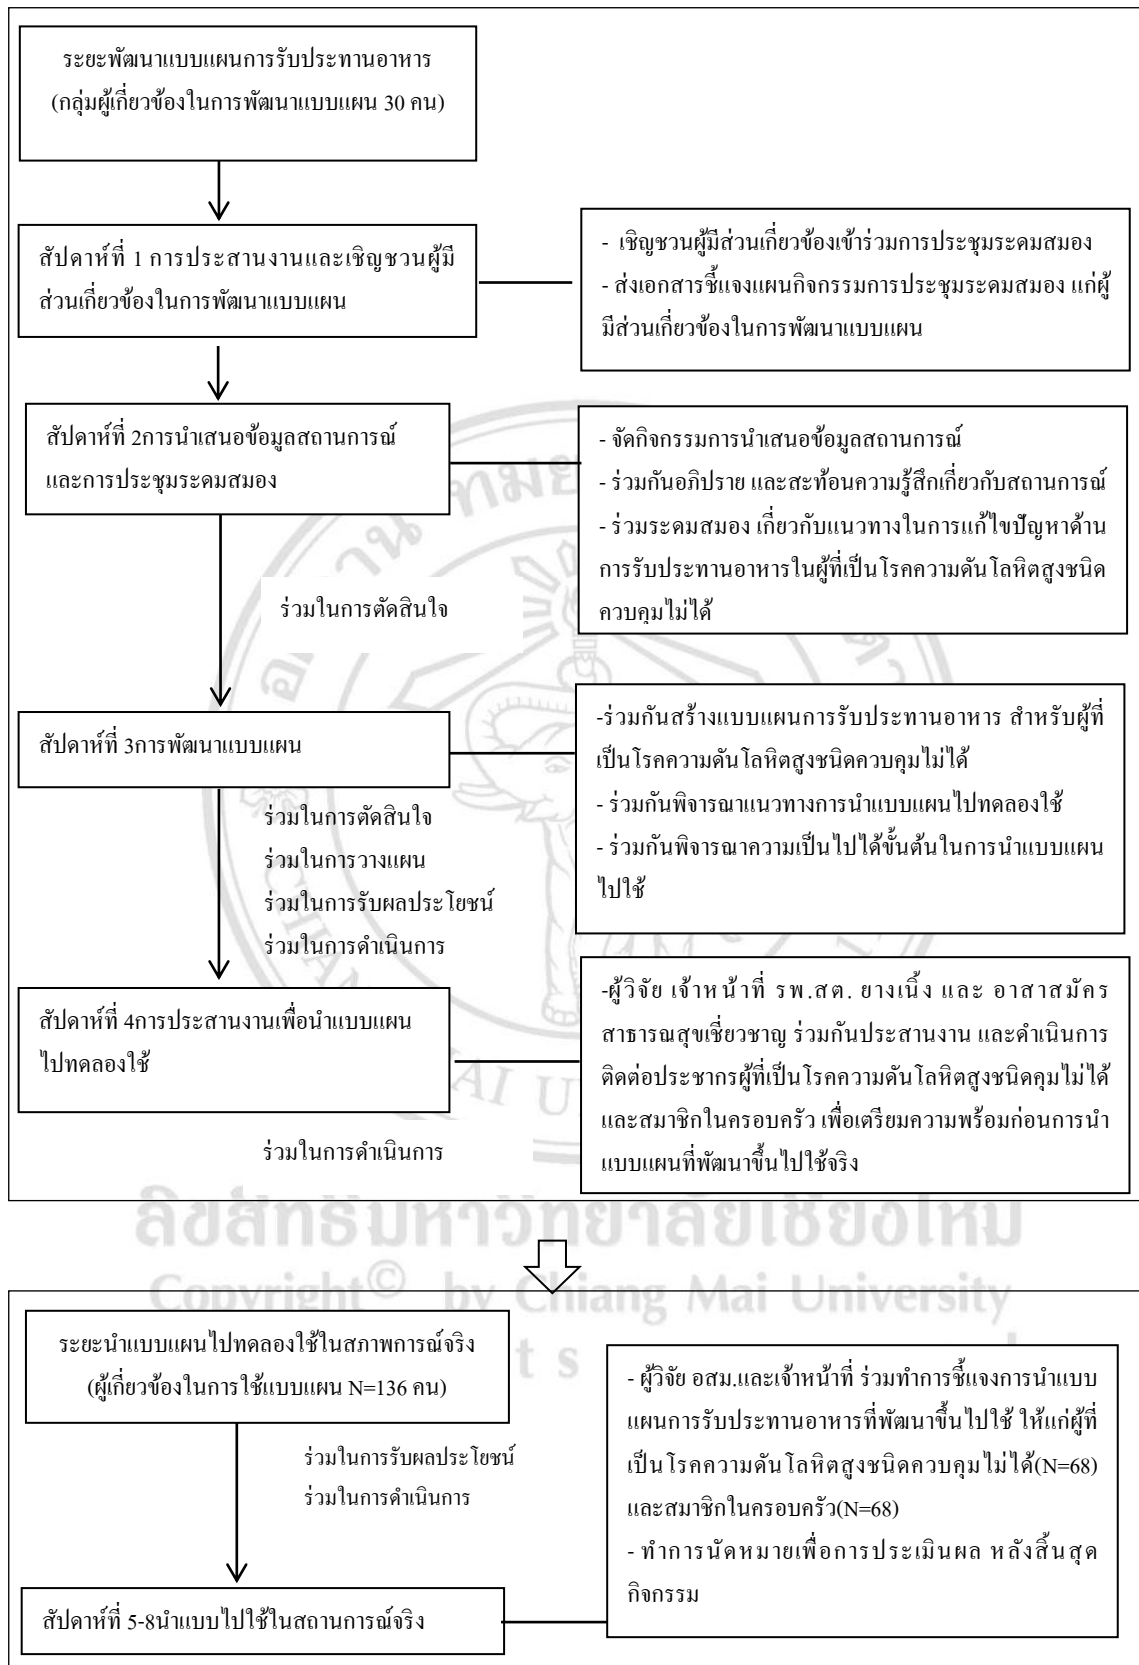 ระยะพัฒนาแบบแผนการรับประทานอาหาร
(กลุ่มผู้เกี่ยวข้องในการพัฒนาแบบแผน 30 คน)
สัปดาห์ที่ 1 การประสานงานและเชิญชวนผู้มี
ส่วนเกี่ยวข้องในการพัฒนาแบบแผน
- เชิญชวนผู้มีส่วนเกี่ยวข้องเข้าร่วมการประชุมระดมสมอง
- ส่งเอกสารชี้แจงแผนกิจกรรมการประชุมระดมสมอง แก่ผู้
มีส่วนเกี่ยวข้องในการพัฒนาแบบแผน
สัปดาห์ที่ 2การนำเสนอข้อมูลสถานการณ์
และการประชุมระดมสมอง
- จัดกิจกรรมการนำเสนอข้อมูลสถานการณ์
- ร่วมกันอภิปราย และสะท้อนความรู้สึกเกี่ยวกับสถานการณ์
- ร่วมระดมสมอง เกี่ยวกับแนวทางในการแก้ไขปัญหาด้าน
การรับประทานอาหารในผู้ที่เป็นโรคความดันโลหิตสูงชนิด
ควบคุมไม่ได้
ร่วมในการตัดสินใจ
สัปดาห์ที่ 3การพัฒนาแบบแผน
-ร่วมกันสร้างแบบแผนการรับประทานอาหาร สำหรับผู้ที่
เป็นโรคความดันโลหิตสูงชนิดควบคุมไม่ได้
- ร่วมกันพิจารณาแนวทางการนำแบบแผนไปทดลองใช้
- ร่วมกันพิจารณาความเป็นไปได้ขั้นต้นในการนำแบบแผน
ไปใช้
ร่วมในการตัดสินใจ
ร่วมในการวางแผน
ร่วมในการรับผลประโยชน์
ร่วมในการดำเนินการ
สัปดาห์ที่ 4การประสานงานเพื่อนำแบบแผน
ไปทดลองใช้
-ผู้วิจัย เจ้าหน้าที่ รพ.สต. ยางเนิ้ง และ อาสาสมัคร
สาธารณสุขเชี่ยวชาญ ร่วมกันประสานงาน และดำเนินการ
ติดต่อประชากรผู้ที่เป็นโรคความดันโลหิตสูงชนิดคุมไม่ได้
และสมาชิกในครอบครัว เพื่อเตรียมความพร้อมก่อนการนำ
แบบแผนที่พัฒนาขึ้นไปใช้จริง
ร่วมในการดำเนินการ
ลิขสิทธิ์มหาวิทยาลัยเชียงใหม่
Copyright© by Chiang Mai University
ระยะนำแบบแผนไปทดลองใช้ในสภาพการณ์จริง
(ผู้เกี่ยวข้องในการใช้แบบแผน N=136 คน)
- ผู้วิจัย อสม.และเจ้าหน้าที่ ร่วมทำการชี้แจงการนำแบบ
แผนการรับประทานอาหารที่พัฒนาขึ้นไปใช้ ให้แก่ผู้ที่
เป็นโรคความดันโลหิตสูงชนิดควบคุมไม่ได้(N=68)
และสมาชิกในครอบครัว(N=68)
- ทำการนัดหมายเพื่อการประเมินผล หลังสิ้นสุด
กิจกรรม
ร่วมในการรับผลประโยชน์
ร่วมในการดำเนินการ
สัปดาห์ที่ 5-8นำแบบไปใช้ในสถานการณ์จริง